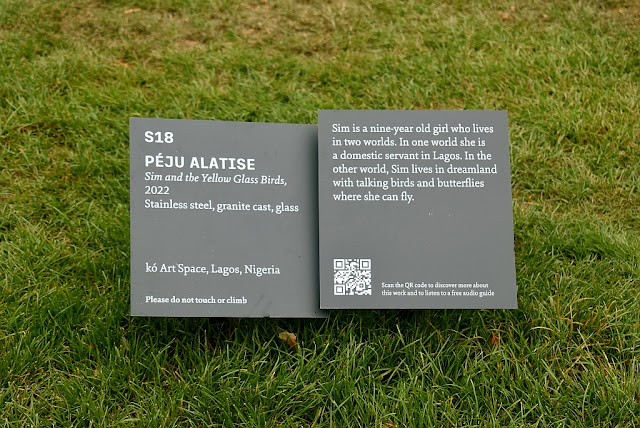 S18
PÉJU ALATISE
Sim and the Yellow Glass Birds,
2022
Stainless steel, granite cast, glass
kó Art Space, Lagos, Nigeria
Please do not touch or climb
Sim is a nine-year old girl who lives
in two worlds. In one world she is
a domestic servant in Lagos. In the
other world, Sim lives in dreamland
with talking birds and butterflies
where she can fly.
Scan the QR code to discover more about
this work and to listen to a free audio guide